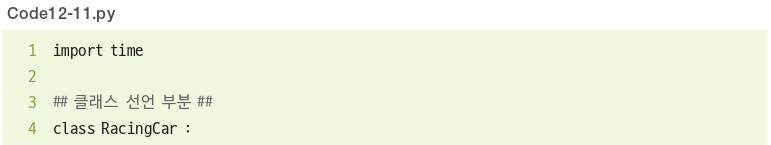 Code12-11.py
1 import time
2
3 ## 클래스 선언 부분 ##
4 class RacingCar :